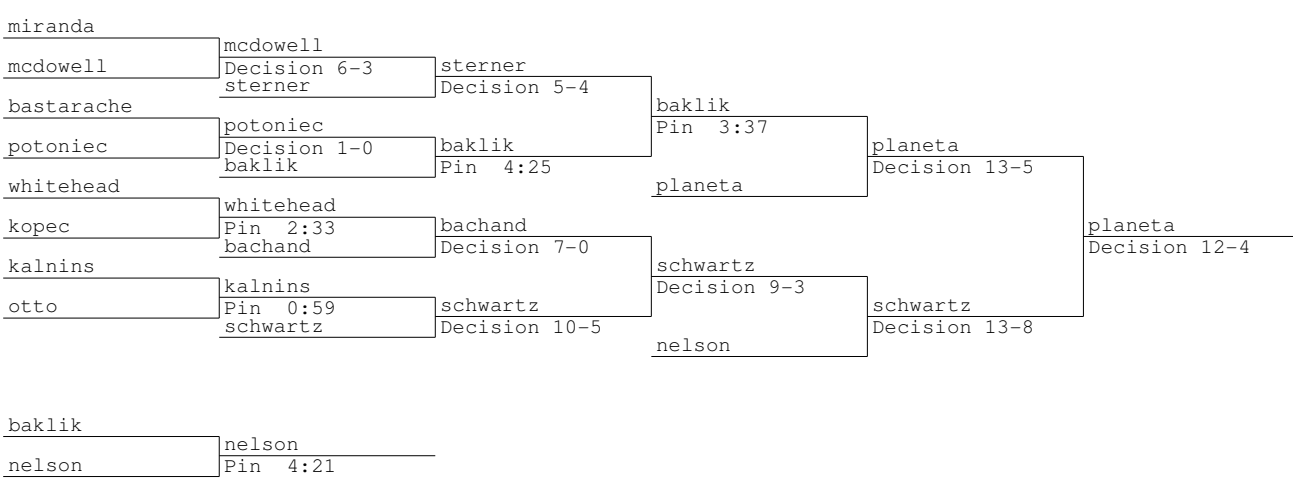 miranda
mcdowell
mcdowell
Decision 6-3
sterner
sterner
Decision 5-4
bastarache
potoniec
potoniec
Decision 1-0
baklik
baklik
Pin 4:25
baklik
Pin 3:37
planeta
planeta
Decision 13-5
whitehead
kopec
whitehead
Pin 2:33
bachand
bachand
Decision 7-0
kalnins
otto
kalnins
Pin 0:59
schwartz
schwartz
Decision 10-5
schwartz
Decision 9-3
nelson
schwartz
Decision 13-8
planeta
Decision 12-4
baklik
nelson
nelson
Pin 4:21